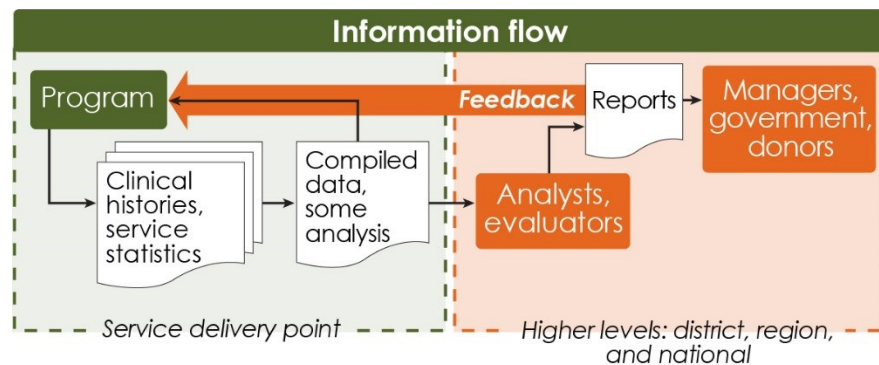 Information flow
Program
Feedback
Reports
Managers,
government,
donors
Clinical
histories,
service
statistics
Compiled
data,
some
analysis
Analysts,
evaluators
Service delivery point
Higher levels: district, region,
and national